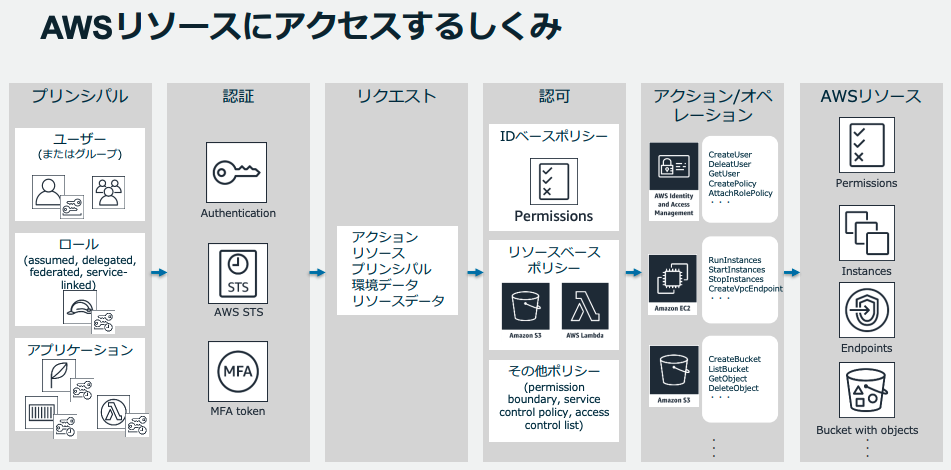 AWSリソースにアクセスするしくみ
プリンシパル
ユーザー
(またはグループ)
ロール
(assumed, delegated,
federated, service-
linked)
アプリケーション
認証
Authentication
STS
AWS STS
MFA
MFA token
リクエスト
アクション
リソース
プリンシパル
環境データ
リソースデータ
認可
IDベースポリシー
Permissions
リソースベース
ポリシー
Amazon S3
AWS Lambda
その他ポリシー
(permission
boundary, service
control policy, access
control list)
アクション/オペ
レーション
AWS Identity
and Access
Management
CreateUser
DeleatUser
GetUser
CreatePolicy
AttachRolePolicy
・・・
Amazon EC2
RunInstances
StartInstances
StopInstances
CreateVpcEndpoint
・・・
Amazon S3
CreateBucket
ListBucket
GetObject
DeleteObject
・・・
AWSリソース
Permissions
Instances
Endpoints
Bucket with objects